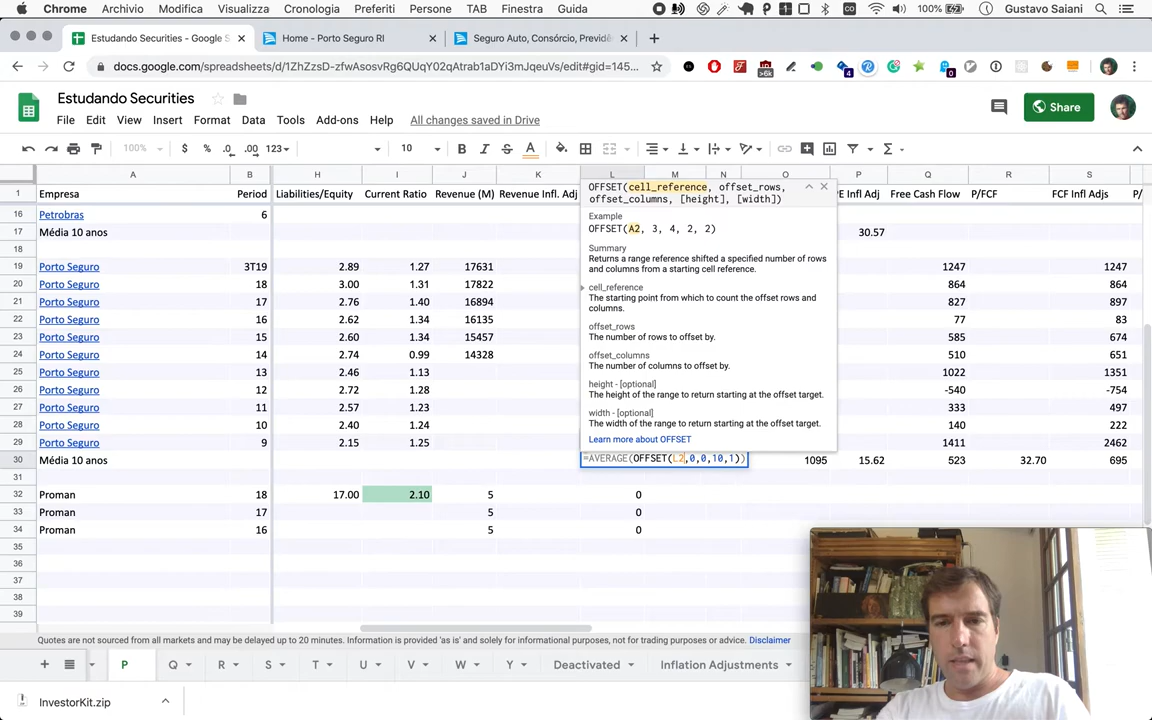 Chrome Archivio Modifica Visualizza Cronologia Preferiti Persone TAB Finestra Guida 100% Gustavo Saiani
Estudando Securities - Google S
Home - Porto Seguro RI
Seguro Auto, Consórcio, Previdê
docs.google.com/spreadsheets/d/1ZhZzsD-zfwAsosvRg6QUqY02qAtrab1aDYi3mJqeuVs/edit#gid=145...
Estudando Securities
File Edit View Insert Format Data Tools Add-ons Help All changes saved in Drive
Share
100% $ % .0 .00 123 10 B I S A
A B H I J K L M N O P Q R S
1 Empresa Period Liabilities/Equity Current Ratio Revenue (M) Revenue Infl. Adj PE Infl Adj Free Cash Flow P/FCF FCF Infl Adjs P/
16 Petrobras 6
17 Média 10 anos 30.57
18
19 Porto Seguro 3T19 2.89 1.27 17631 1247 1247
20 Porto Seguro 18 3.00 1.31 17822 864 864
21 Porto Seguro 17 2.76 1.40 16894 827 897
22 Porto Seguro 16 2.62 1.34 16135 77 83
23 Porto Seguro 15 2.60 1.34 15457 585 674
24 Porto Seguro 14 2.74 0.99 14328 510 651
25 Porto Seguro 13 2.46 1.13 1022 1351
26 Porto Seguro 12 2.72 1.28 -540 -754
27 Porto Seguro 11 2.57 1.23 333 497
28 Porto Seguro 10 2.40 1.24 140 222
29 Porto Seguro 9 2.15 1.25 1411 2462
30 Média 10 anos =AVERAGE(OFFSET(L2,0,0,10,1)) 1095 15.62 523 32.70 695
31
32 Proman 18 17.00 2.10 5 0
33 Proman 17 5 0
34 Proman 16 5 0
35
36
37
38
39
OFFSET(cell_reference, offset_rows,
offset_columns, [height], [width])
Example
OFFSET(A2, 3, 4, 2, 2)
Summary
Returns a range reference shifted a specified number of rows
and columns from a starting cell reference.
cell_reference
The starting point from which to count the offset rows and
columns.
offset_rows
The number of rows to offset by.
offset_columns
The number of columns to offset by.
height - [optional]
The height of the range to return starting at the offset target.
width - [optional]
The width of the range to return starting at the offset target.
Learn more about OFFSET
Quotes are not sourced from all markets and may be delayed up to 20 minutes. Information is provided 'as is' and solely for informational purposes, not for trading purposes or advice. Disclaimer
P Q R S T U V W Y Deactivated Inflation Adjustments
InvestorKit.zip